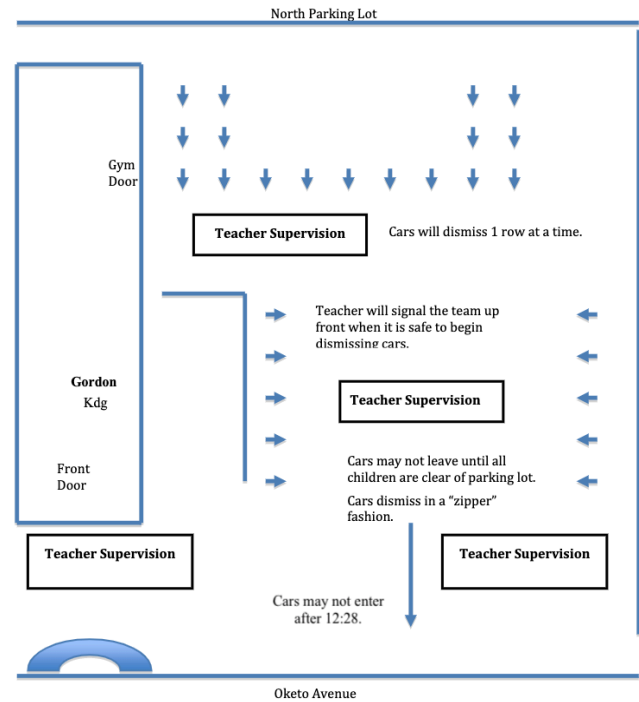 North Parking Lot
Gym
Door
Teacher Supervision
Cars will dismiss 1 row at a time.
Teacher will signal the team up
front when it is safe to begin
dismissing cars.
Gordon
Kdg
Teacher Supervision
Front
Door
Cars may not leave until all
children are clear of parking lot.
Cars dismiss in a “zipper”
fashion.
Teacher Supervision
Teacher Supervision
Cars may not enter
after 12:28.
Oketo Avenue